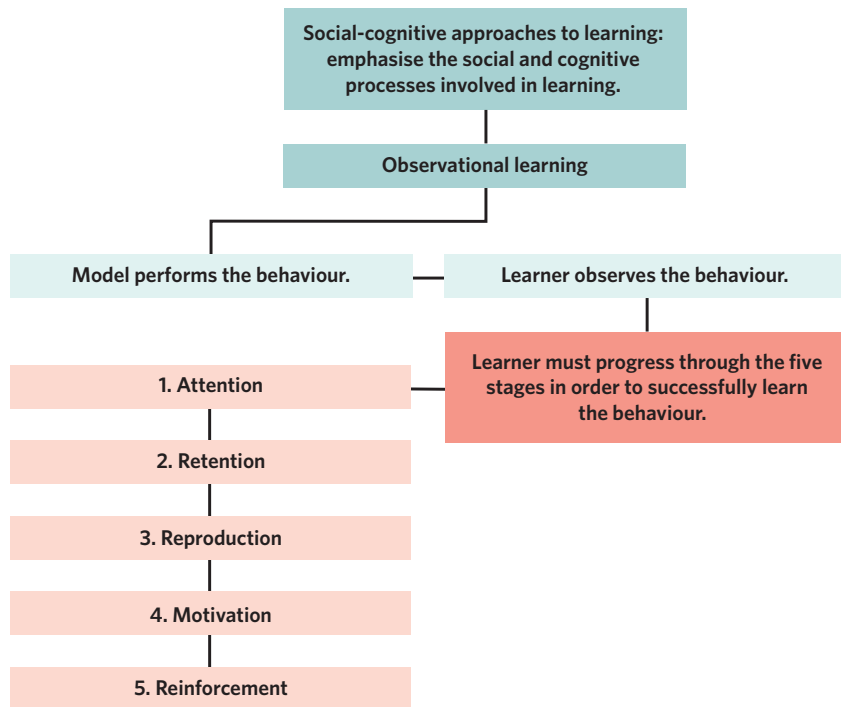 Social-cognitive approaches to learning:
emphasise the social and cognitive
processes involved in learning.
Observational learning
Model performs the behaviour.
Learner observes the behaviour.
Learner must progress through the five
stages in order to successfully learn
the behaviour.
1. Attention
2. Retention
3. Reproduction
4. Motivation
5. Reinforcement